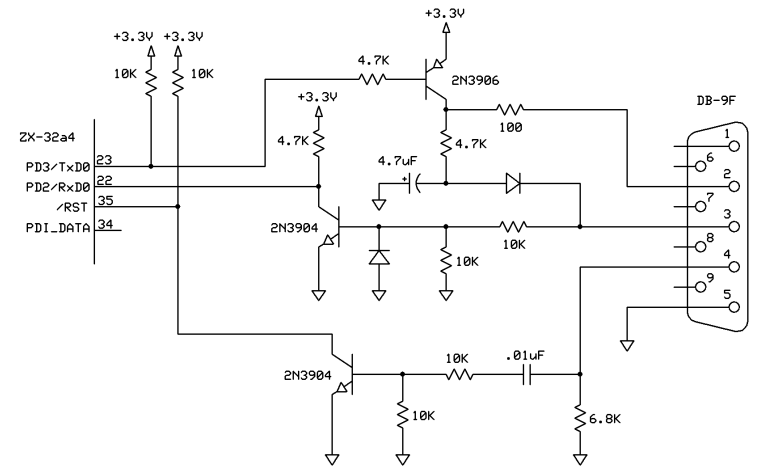 +3.3V
+3.3V +3.3V
4.7K
10K
10K
2N3906
+3.3V
DB-9F
100
ZX-32a4
4.7K
4.7K
1
PD3/TxD0
23
4.7uF
+
6
PD2/RxD0
22
2
/RST
35
7
3
PDI_DATA
34
2N3904
10K
8
4
10K
9
5
.01uF
10K
2N3904
10K
6.8K